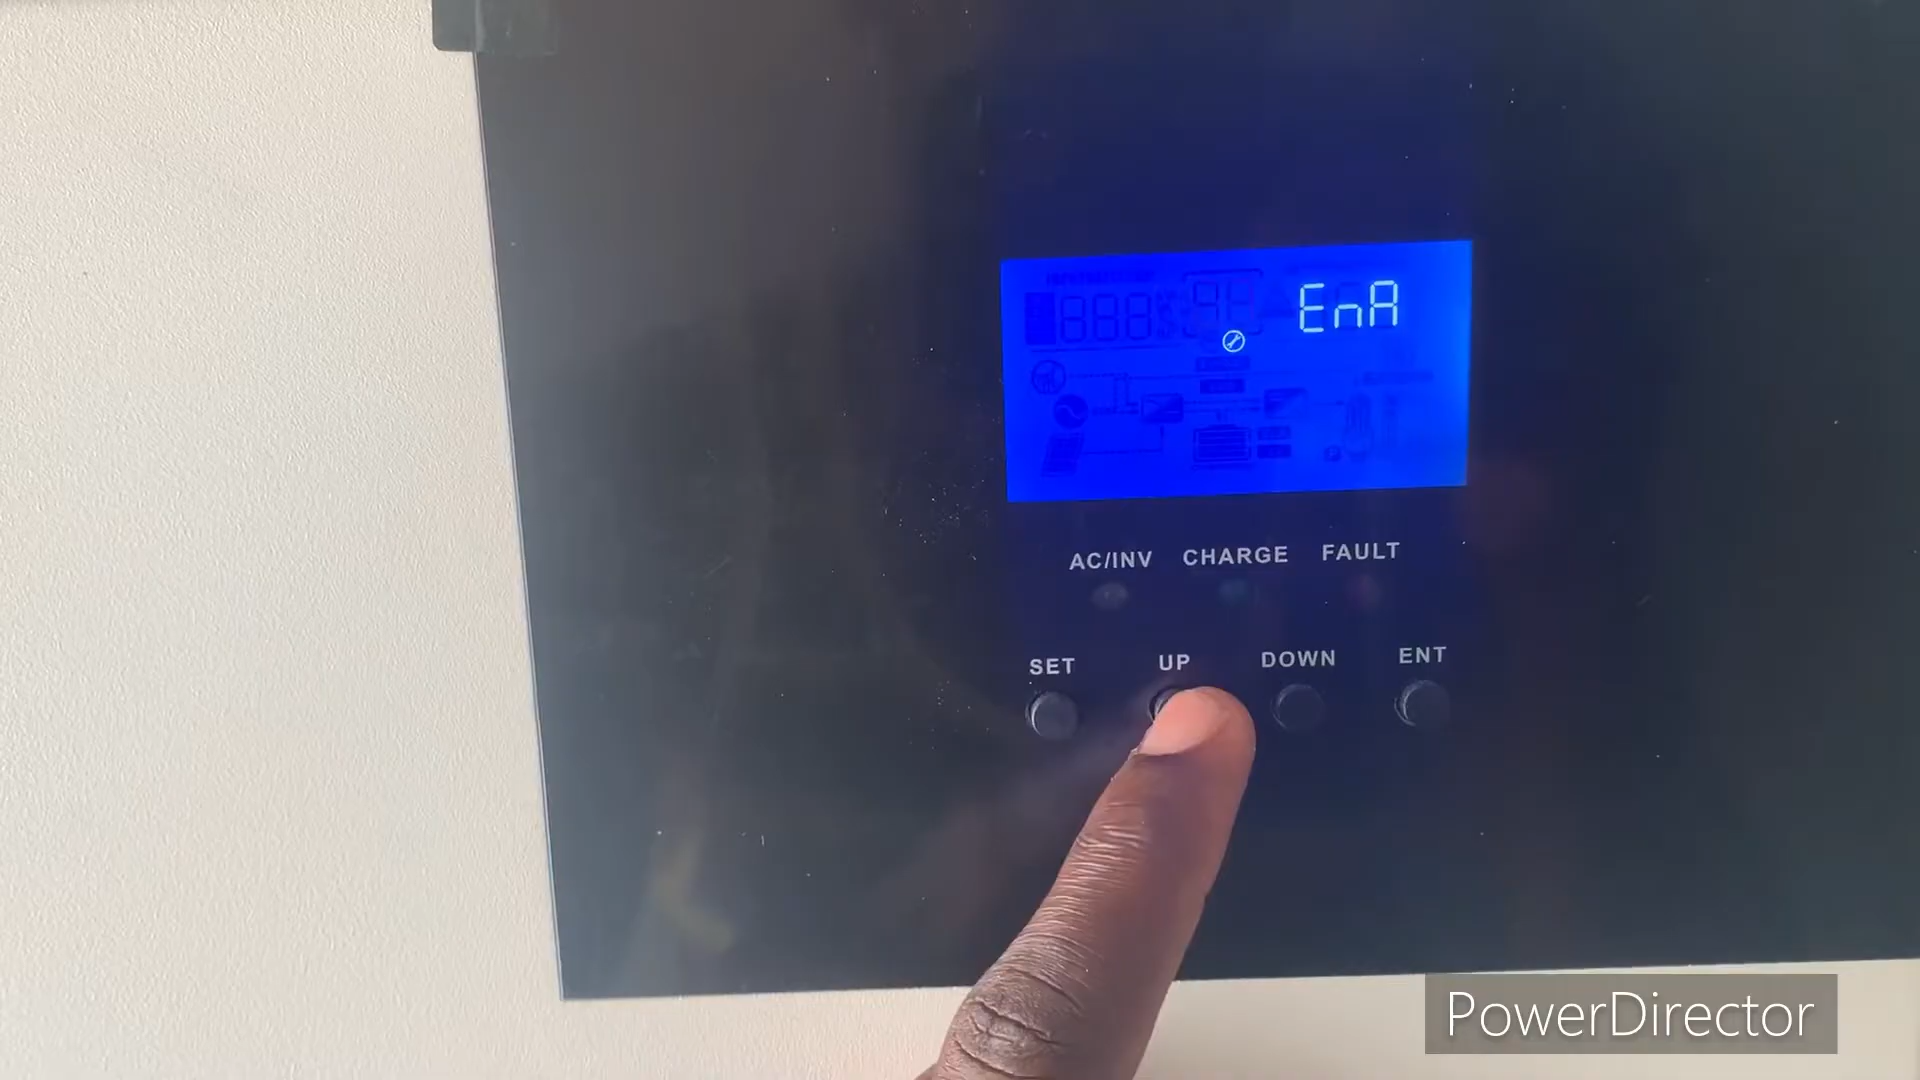 EnA
AC/INV CHARGE FAULT
SET UP DOWN ENT
PowerDirector